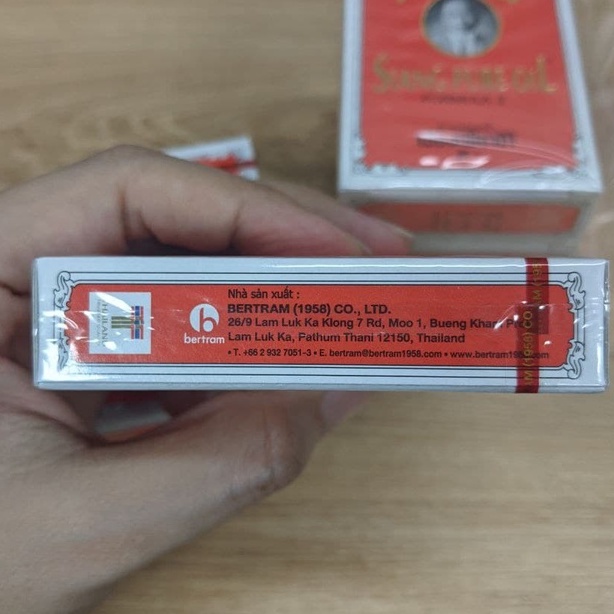 SIANG PURE OIL
Nhà sản xuất :
BERTRAM (1958) CO., LTD.
26/9 Lam Luk Ka Klong 7 Rd, Moo 1, Bueng Kham
Lam Luk Ka, Pathum Thani 12150, Thailand
• T. +66 2 932 7051-3 • E. bertram@bertram1958.com • www.bertram1958.com
bertram
M (1958) CO